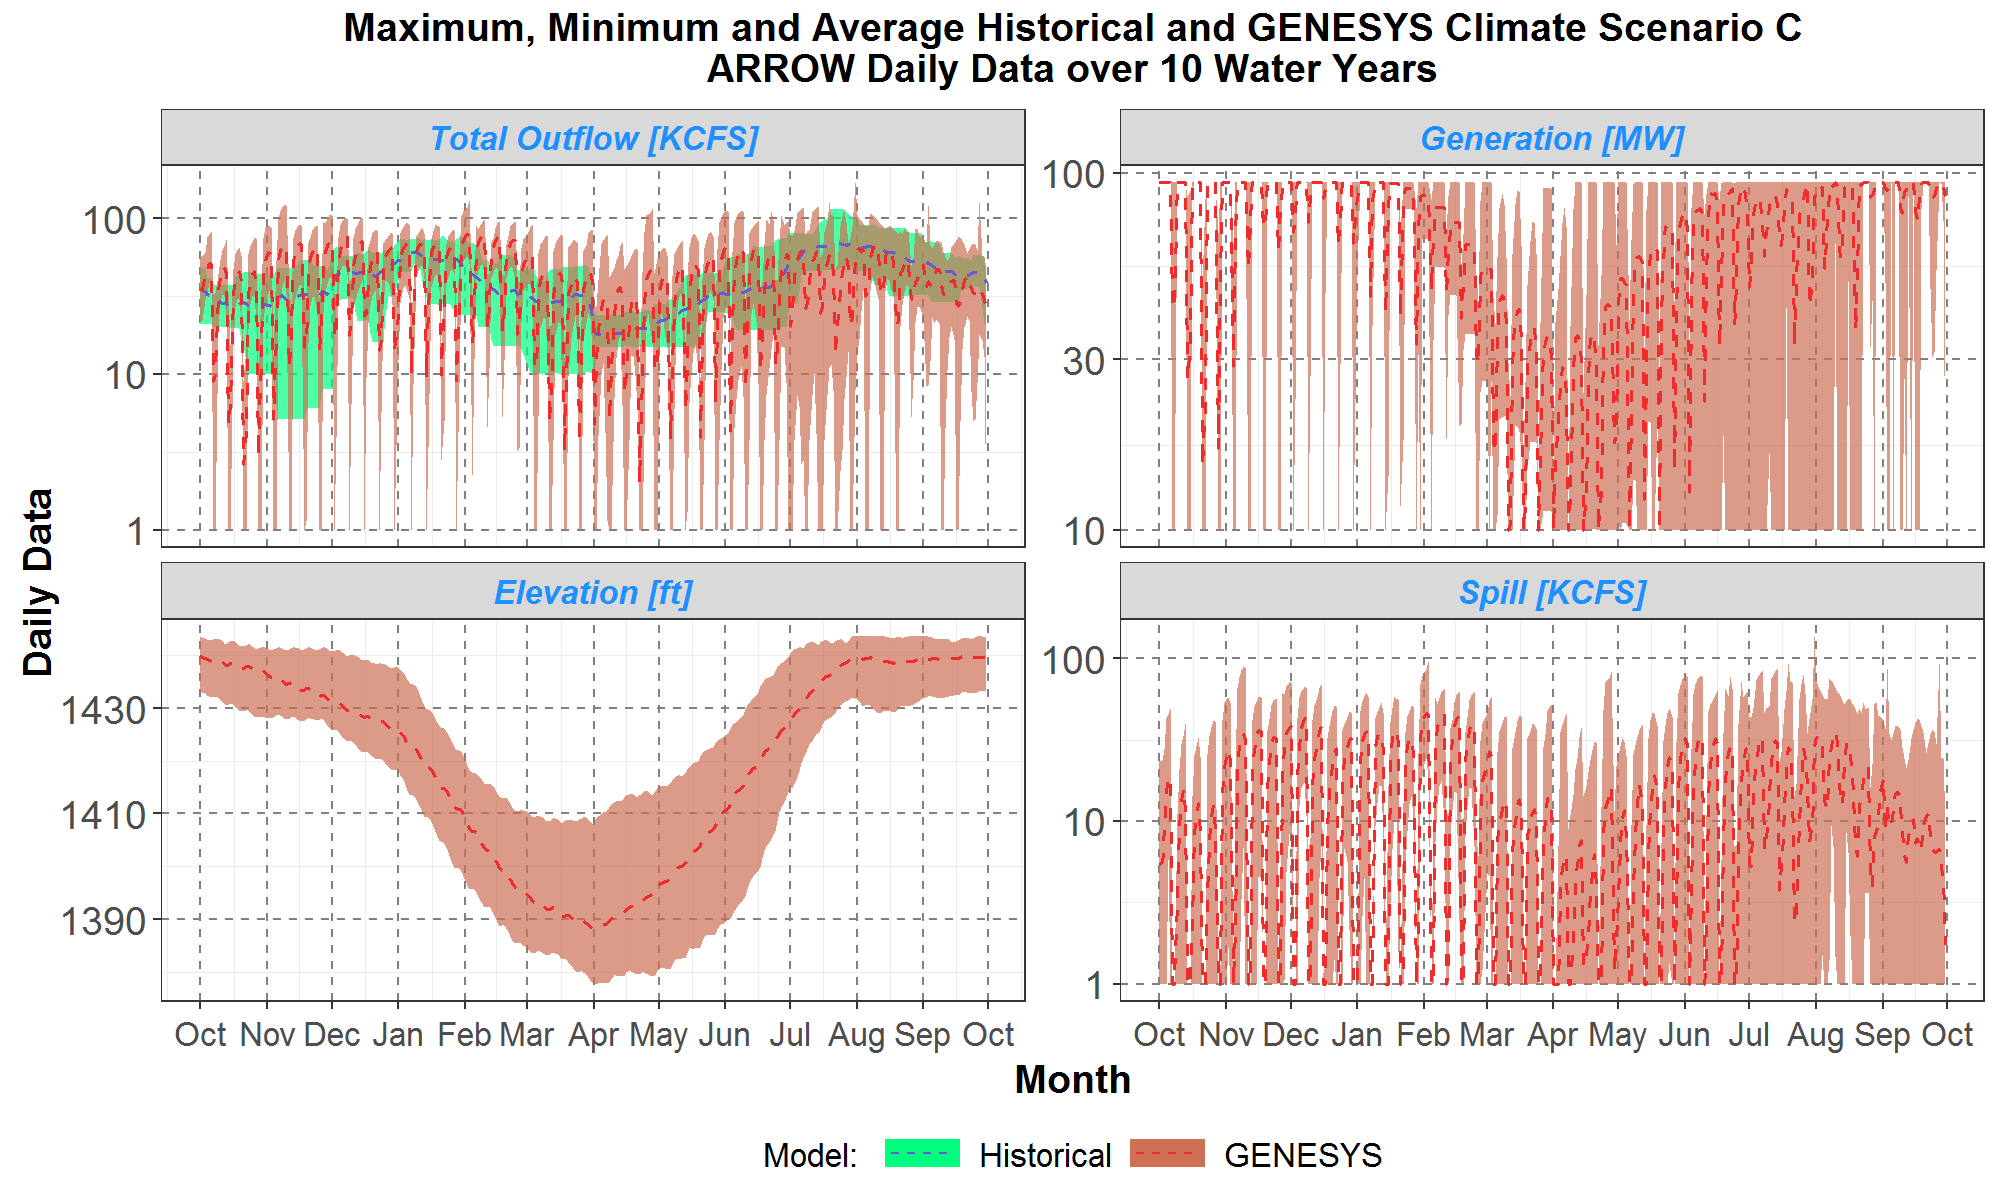 Maximum, Minimum and Average Historical and GENESYS Climate Scenario C
ARROW Daily Data over 10 Water Years
Total Outflow [KCFS]
100
10
1
Generation [MW]
100
30
10
Daily Data
Elevation [ft]
1430
1410
1390
Oct Nov Dec Jan Feb Mar Apr May Jun Jul Aug Sep Oct
Spill [KCFS]
100
10
1
Oct Nov Dec Jan Feb Mar Apr May Jun Jul Aug Sep Oct
Month
Model: Historical GENESYS